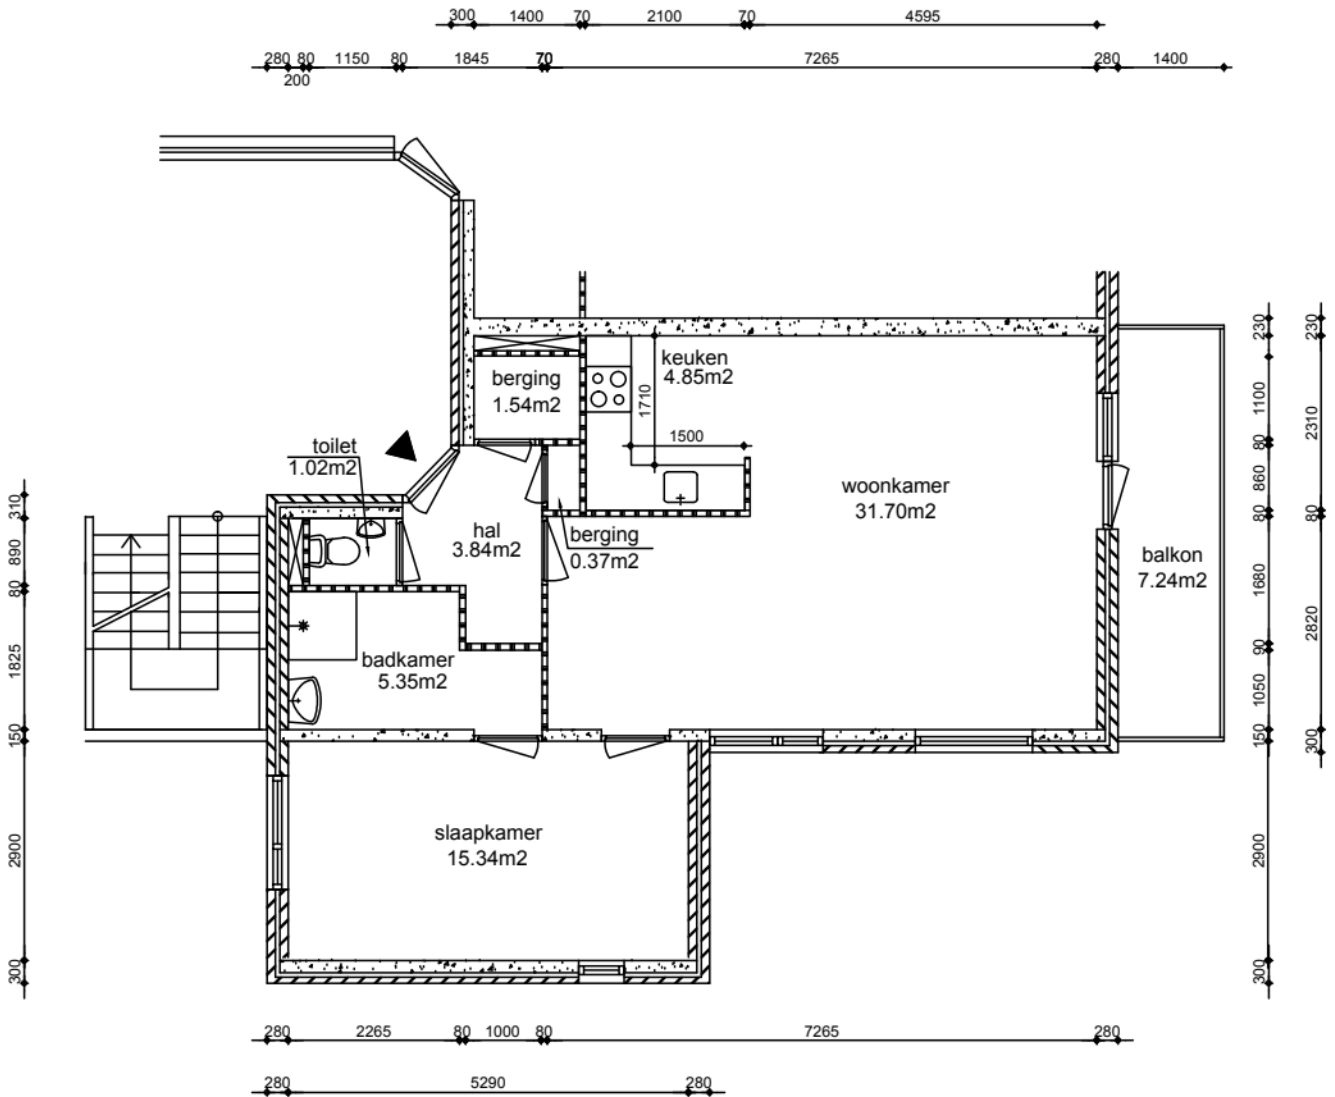 300 1400 70 2100 70 4595
280 80 1150 80 1845 70 7265 280 1400
200
keuken
4.85m2
berging
1.54m2
1710
1500
toilet
1.02m2
woonkamer
31.70m2
hal
3.84m2
berging
0.37m2
balkon
7.24m2
badkamer
5.35m2
slaapkamer
15.34m2
310
890
80
1825
150
2900
300
230
1100
80
860
80
1680
90
1050
150
2900
300
230
2310
80
2820
300
280 2265 80 1000 80 7265 280
280 5290 280